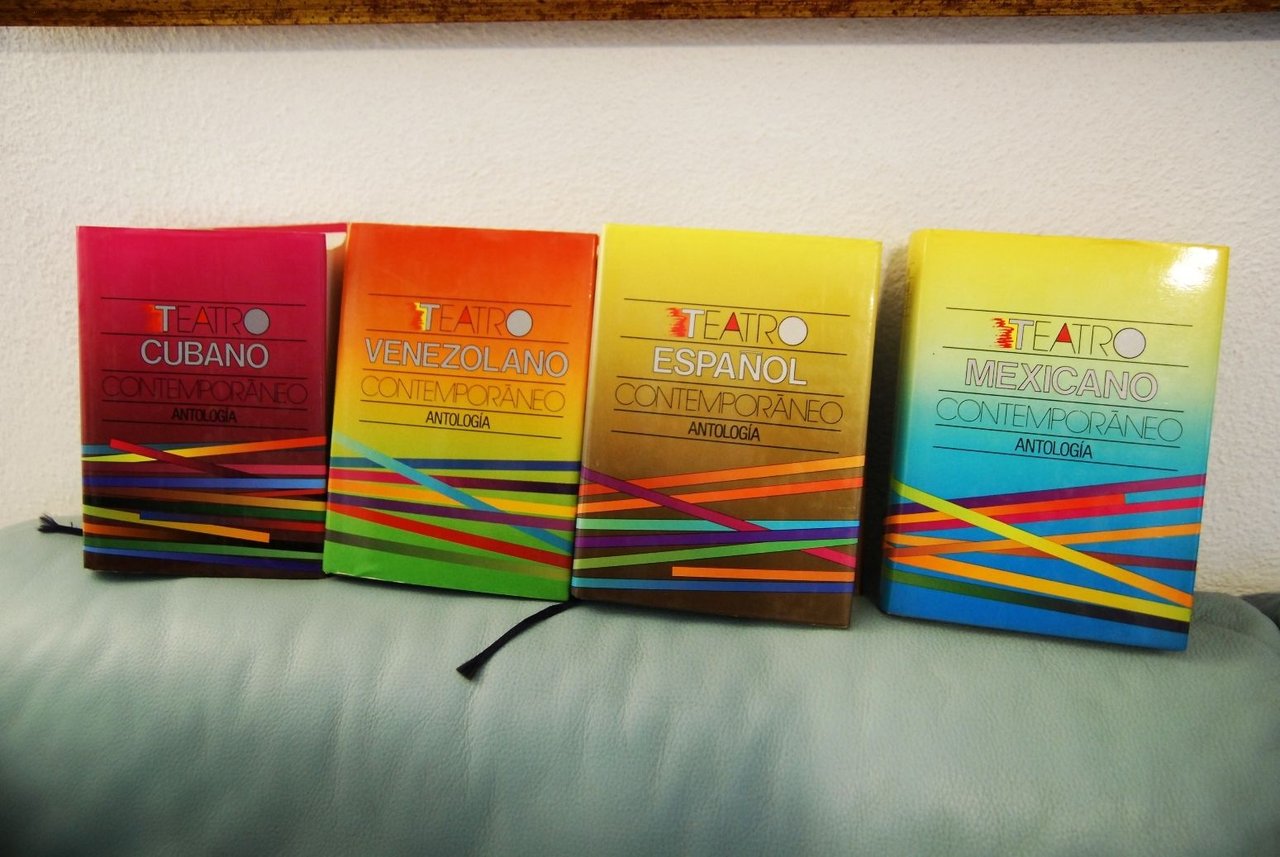 TEATRO
CUBANO
CONTEMPORÁNEO
ANTOLOGÍA
TEATRO
VENEZOLANO
CONTEMPORÁNEO
ANTOLOGÍA
TEATRO
ESPAÑOL
CONTEMPORÁNEO
ANTOLOGÍA
TEATRO
MEXICANO
CONTEMPORÁNEO
ANTOLOGÍA